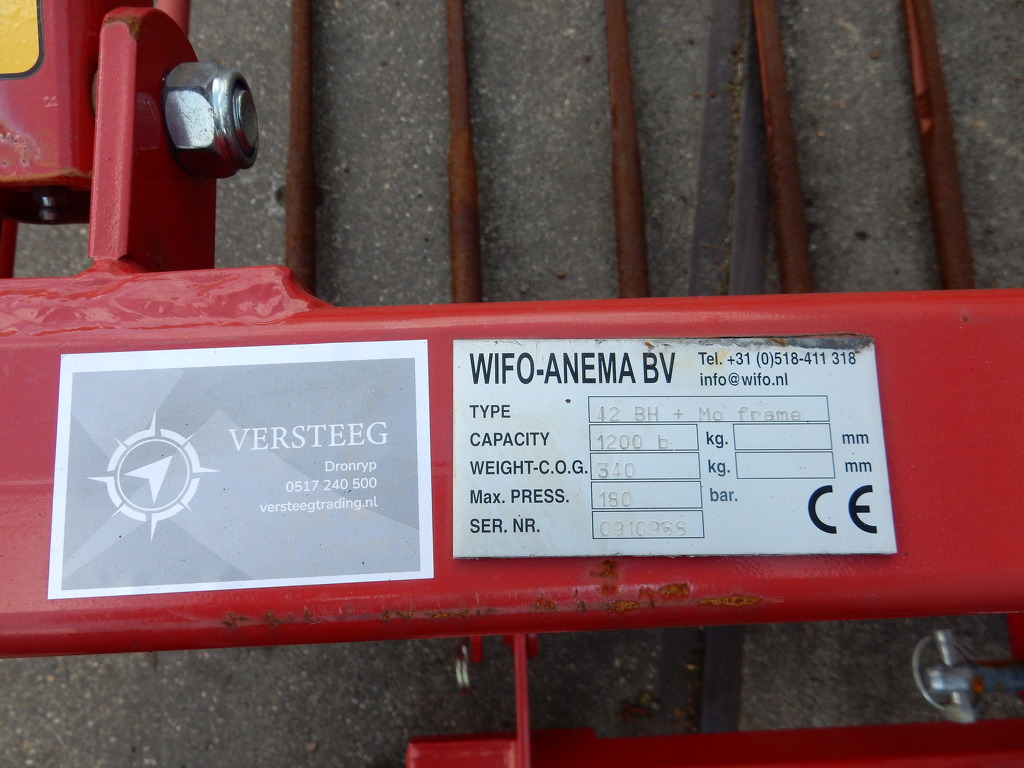 VERSTEEG
Dronryp
0517 240 500
versteegtrading.nl
WIFO-ANEMA BV Tel. +31 (0)518-411 318
info@wifo.nl
TYPE 42 BH + Mo frame
CAPACITY 1200 b kg. mm
WEIGHT-C.O.G. 340 kg. mm
Max. PRESS. 180 bar.
SER. NR. 0910988
CE